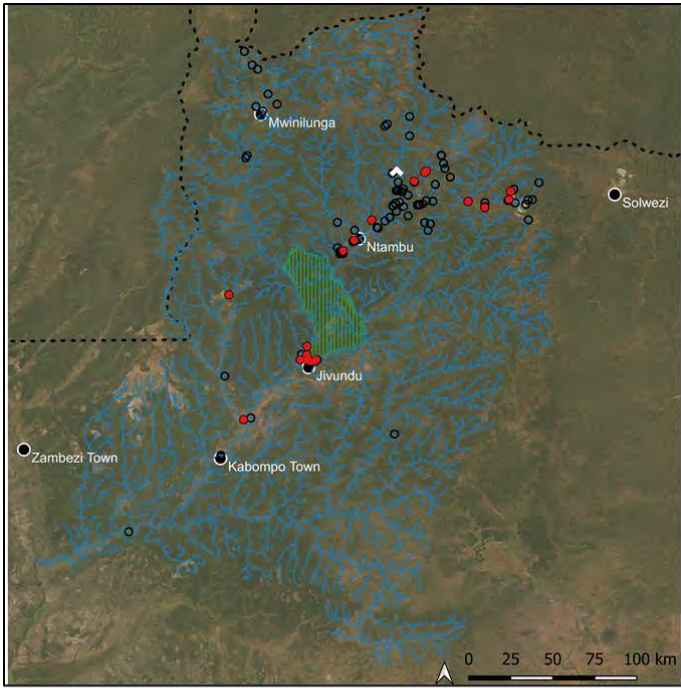 Mwinilunga
Solwezi
Ntambu
Jivundu
Zambezi Town
Kabompo Town
0 25 50 75 100 km